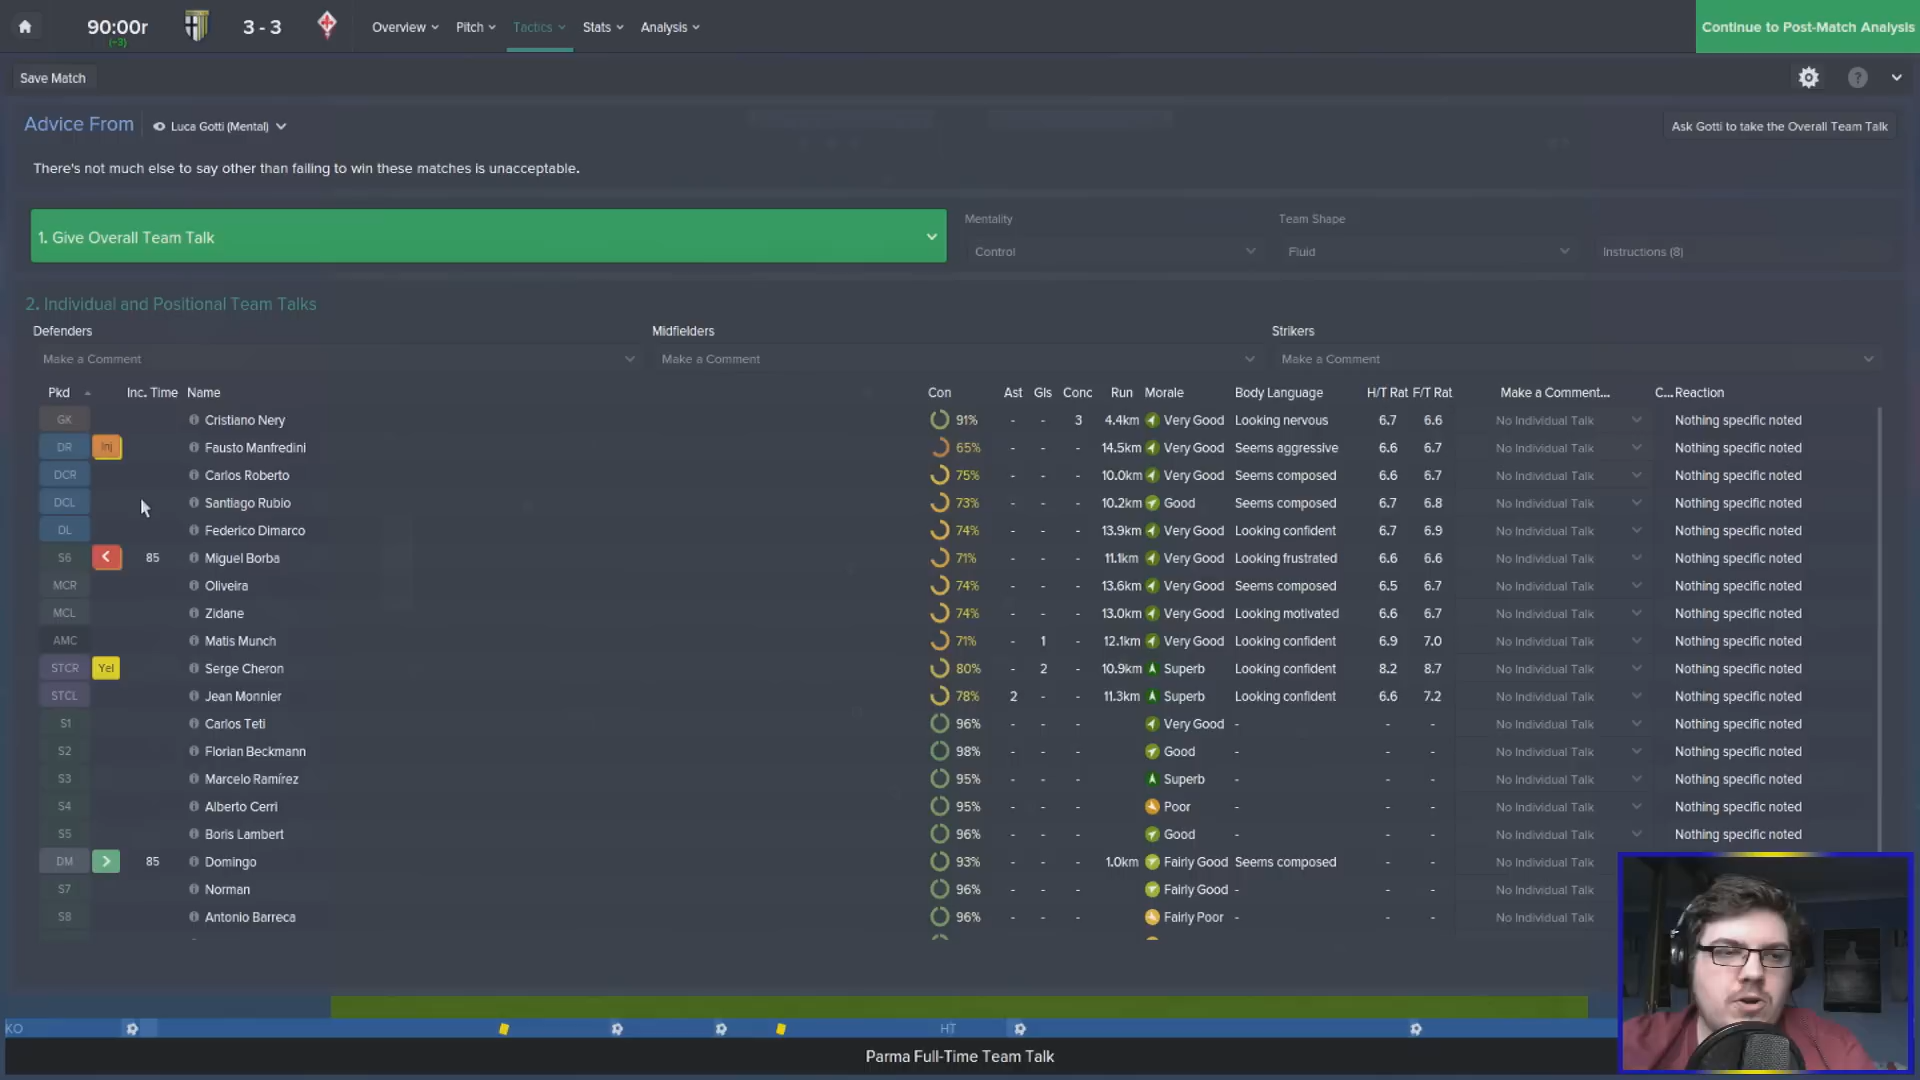 90:00r
(+3)
3 - 3
Overview
Pitch
Tactics
Stats
Analysis
Continue to Post-Match Analysis
Save Match
?
Advice From
Luca Gotti (Mental)
Ask Gotti to take the Overall Team Talk
There's not much else to say other than failing to win these matches is unacceptable.
1. Give Overall Team Talk
Mentality
Control
Team Shape
Fluid
Instructions (8)
2. Individual and Positional Team Talks
Defenders
Midfielders
Strikers
Make a Comment
Make a Comment
Make a Comment
Pkd Inc. Time Name Con Ast Gls Conc Run Morale Body Language H/T Rat F/T Rat Make a Comment... C... Reaction
GK Cristiano Nery 91% - - 3 4.4km Very Good Looking nervous 6.7 6.6 No Individual Talk Nothing specific noted
DR Inj Fausto Manfredini 65% - - - 14.5km Very Good Seems aggressive 6.6 6.7 No Individual Talk Nothing specific noted
DCR Carlos Roberto 75% - - - 10.0km Very Good Seems composed 6.6 6.7 No Individual Talk Nothing specific noted
DCL Santiago Rubio 73% - - - 10.2km Good Seems composed 6.7 6.8 No Individual Talk Nothing specific noted
DL Federico Dimarco 74% - - - 13.9km Very Good Looking confident 6.7 6.9 No Individual Talk Nothing specific noted
S6 85 Miguel Borba 71% - - - 11.1km Very Good Looking frustrated 6.6 6.6 No Individual Talk Nothing specific noted
MCR Oliveira 74% - - - 13.6km Very Good Seems composed 6.5 6.7 No Individual Talk Nothing specific noted
MCL Zidane 74% - - - 13.0km Very Good Looking motivated 6.6 6.7 No Individual Talk Nothing specific noted
AMC Matis Munch 71% - 1 - 12.1km Very Good Looking confident 6.9 7.0 No Individual Talk Nothing specific noted
STCR Yel Serge Cheron 80% - 2 - 10.9km Superb Looking confident 8.2 8.7 No Individual Talk Nothing specific noted
STCL Jean Monnier 78% 2 - - 11.3km Superb Looking confident 6.6 7.2 No Individual Talk Nothing specific noted
S1 Carlos Teti 96% - - - Very Good - - - No Individual Talk Nothing specific noted
S2 Florian Beckmann 98% - - - Good - - - No Individual Talk Nothing specific noted
S3 Marcelo Ramírez 95% - - - Superb - - - No Individual Talk Nothing specific noted
S4 Alberto Cerri 95% - - - Poor - - - No Individual Talk Nothing specific noted
S5 Boris Lambert 96% - - - Good - - - No Individual Talk Nothing specific noted
DM 85 Domingo 93% - - - 1.0km Fairly Good Seems composed - - No Individual Talk
S7 Norman 96% - - - Fairly Good - - - No Individual Talk
S8 Antonio Barreca 96% - - - Fairly Poor - - - No Individual Talk
KO
HT
Parma Full-Time Team Talk